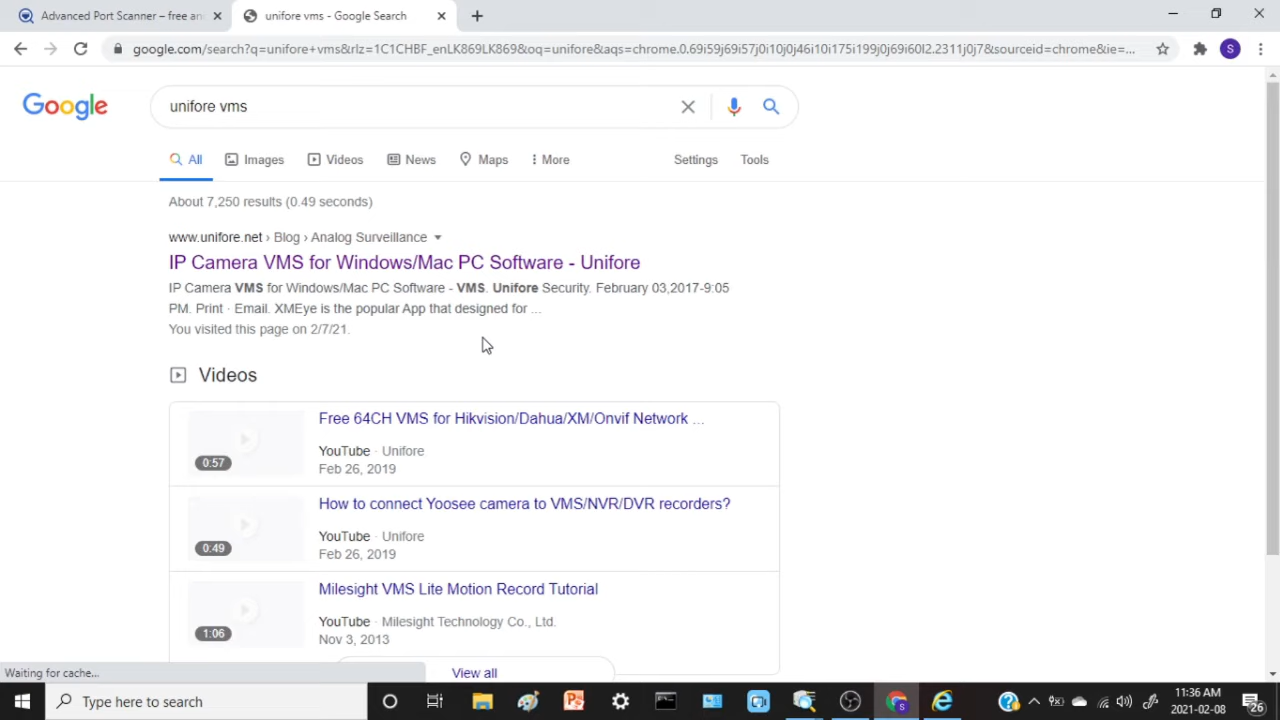 Advanced Port Scanner – free an
unifore vms - Google Search
google.com/search?q=unifore+vms&rlz=1C1CHBF_enLK869LK869&oq=unifore&aqs=chrome.0.69i59j69i57j0i10j0j46i10i175i199j0j69i60l2.2311j0j7&sourceid=chrome&ie=...
S
Google
unifore vms
All Images Videos News Maps More Settings Tools
About 7,250 results (0.49 seconds)
www.unifore.net › Blog › Analog Surveillance
IP Camera VMS for Windows/Mac PC Software - Unifore
IP Camera VMS for Windows/Mac PC Software - VMS. Unifore Security. February 03,2017-9:05
PM. Print · Email. XMEye is the popular App that designed for ...
You visited this page on 2/7/21.
Videos
Free 64CH VMS for Hikvision/Dahua/XM/Onvif Network ...
YouTube · Unifore
0:57
Feb 26, 2019
How to connect Yoosee camera to VMS/NVR/DVR recorders?
YouTube · Unifore
0:49
Feb 26, 2019
Milesight VMS Lite Motion Record Tutorial
YouTube · Milesight Technology Co., Ltd.
1:06
Nov 3, 2013
View all
Waiting for cache...
Type here to search
11:36 AM
2021-02-08
26